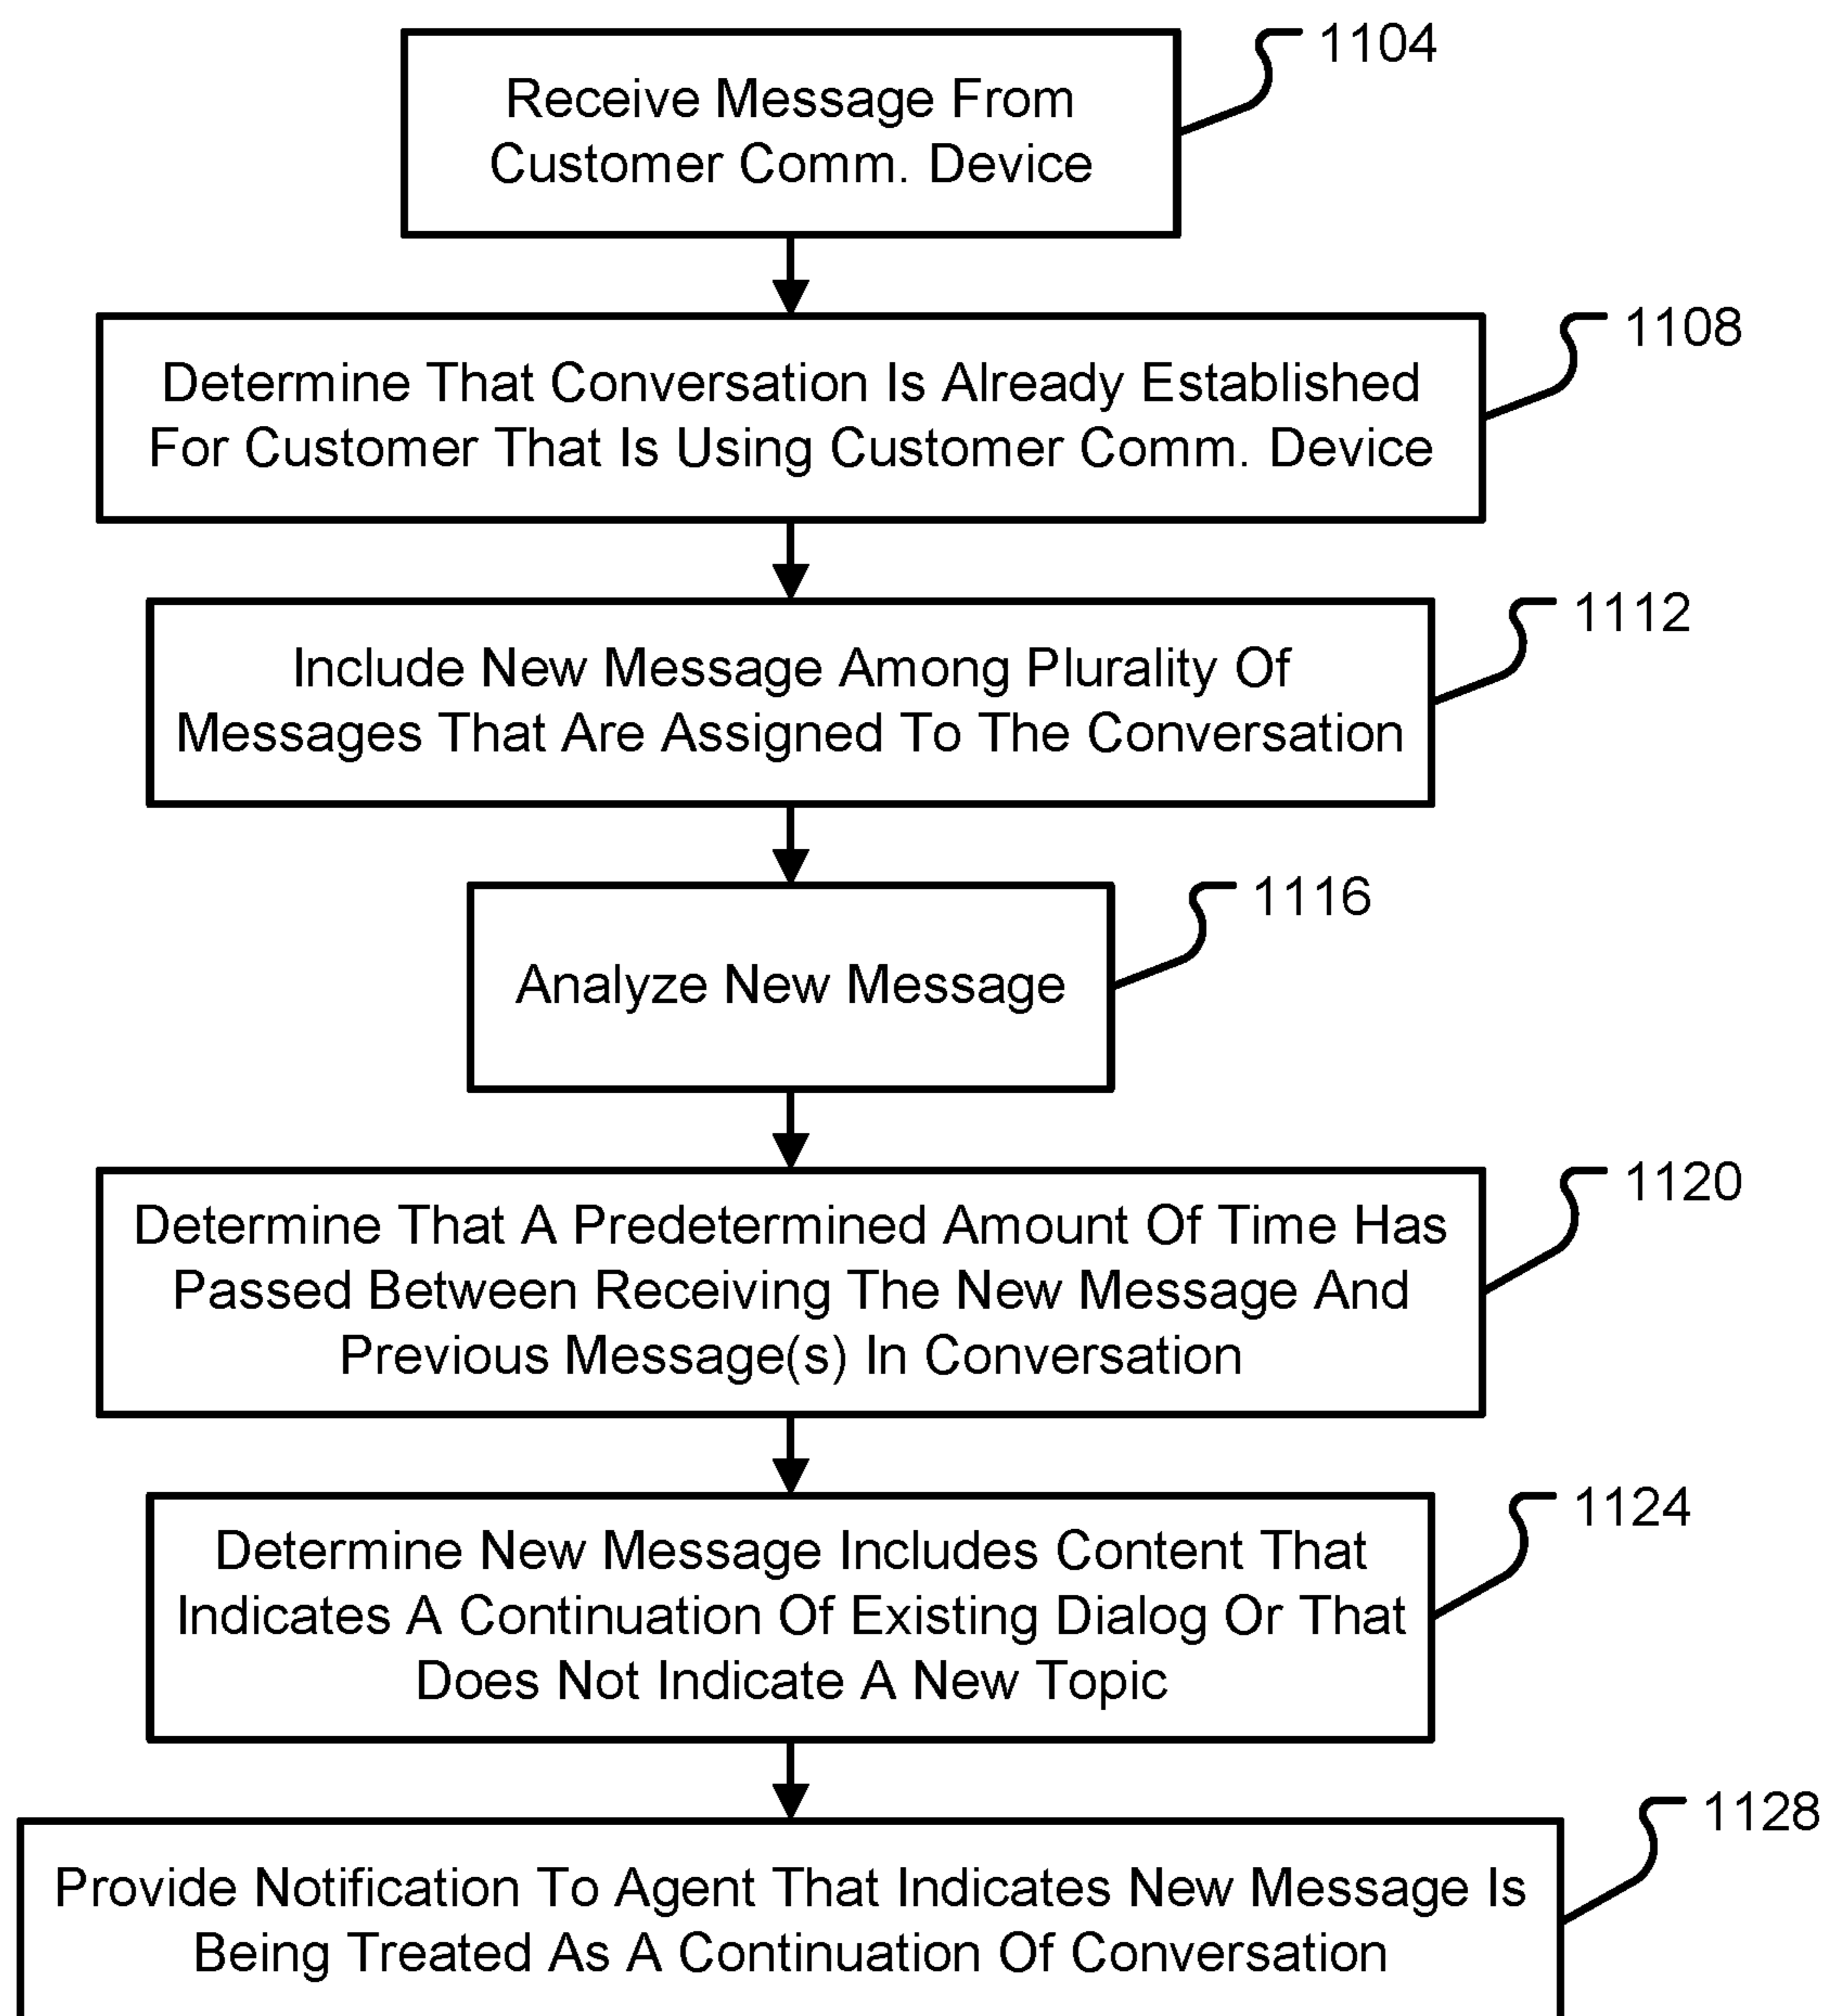 1104
Receive Message From
Customer Comm. Device
1108
Determine That Conversation Is Already Established
For Customer That Is Using Customer Comm. Device
1112
Include New Message Among Plurality Of
Messages That Are Assigned To The Conversation
1116
Analyze New Message
1120
Determine That A Predetermined Amount Of Time Has
Passed Between Receiving The New Message And
Previous Message(s) In Conversation
1124
Determine New Message Includes Content That
Indicates A Continuation Of Existing Dialog Or That
Does Not Indicate A New Topic
1128
Provide Notification To Agent That Indicates New Message Is
Being Treated As A Continuation Of Conversation